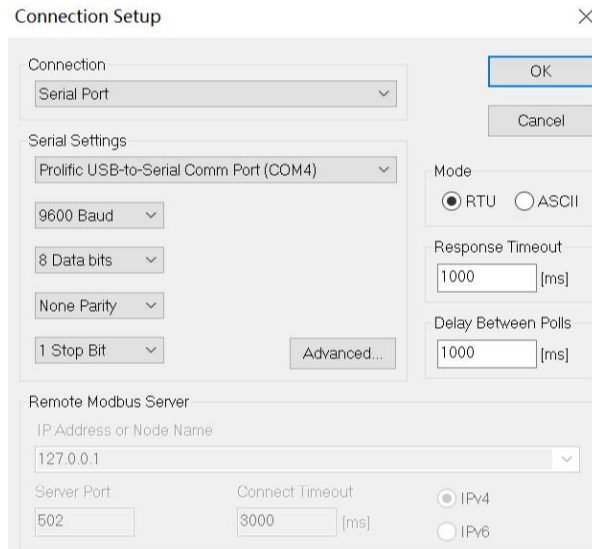 Connection Setup
Connection
Serial Port
OK
Cancel
Serial Settings
Prolific USB-to-Serial Comm Port (COM4)
9600 Baud
8 Data bits
None Parity
1 Stop Bit
Advanced...
Mode
RTU ASCII
Response Timeout
1000 [ms]
Delay Between Polls
1000 [ms]
Remote Modbus Server
IP Address or Node Name
127.0.0.1
Server Port Connect Timeout
502 3000 [ms]
IPv4
IPv6